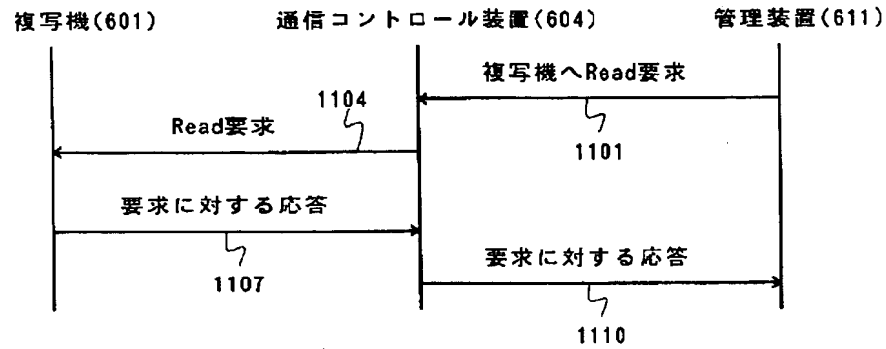 複写機(601)
通信コントロール装置(604)
管理装置(611)
複写機へRead要求
1104
Read要求
1101
要求に対する応答
1107
要求に対する応答
1110